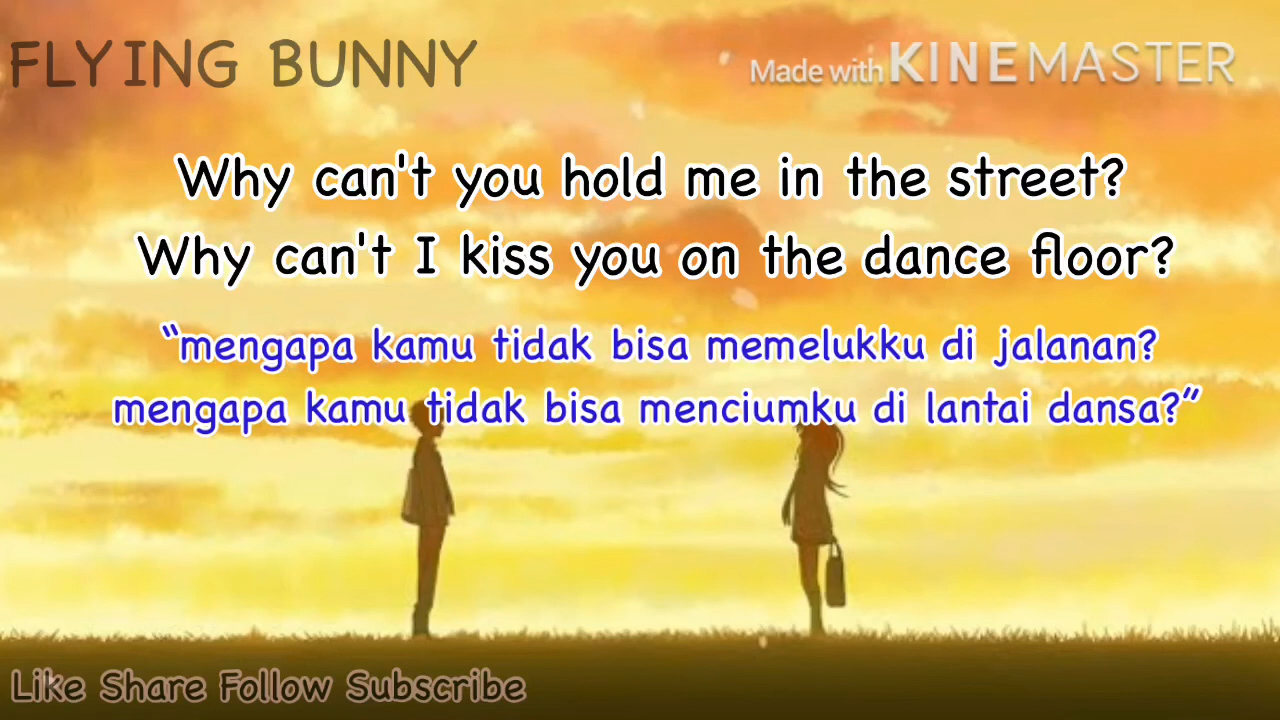 FLYING BUNNY
Made with KINEMASTER
Why can't you hold me in the street?
Why can't I kiss you on the dance floor?
“mengapa kamu tidak bisa memelukku di jalanan?
mengapa kamu tidak bisa menciumku di lantai dansa?”
Like Share Follow Subscribe